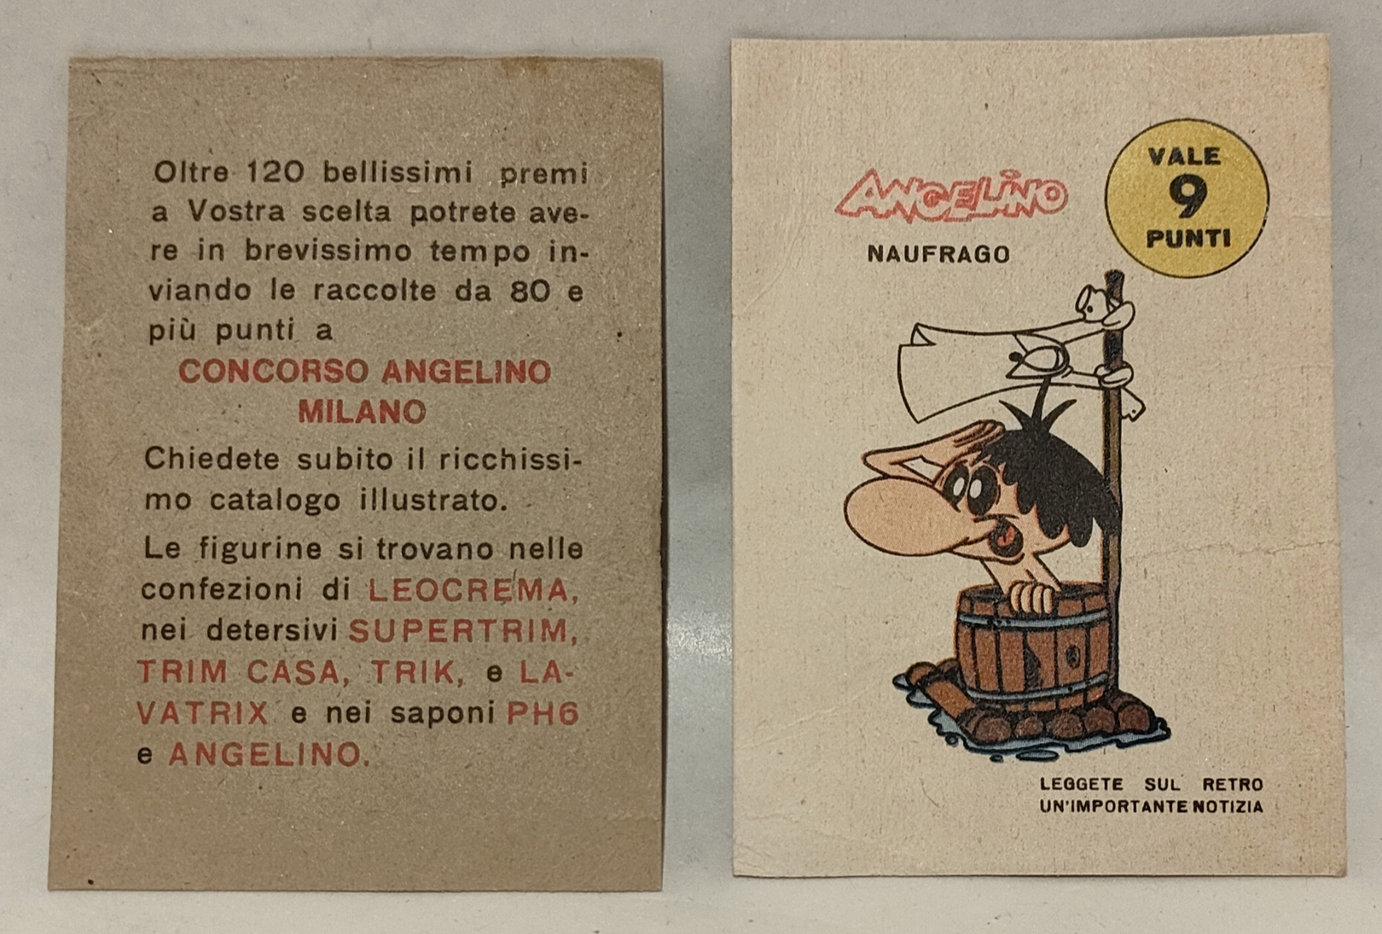 Oltre 120 bellissimi premi
a Vostra scelta potrete ave-
re in brevissimo tempo in-
viando le raccolte da 80 e
più punti a
CONCORSO ANGELINO
MILANO
Chiedete subito il ricchissi-
mo catalogo illustrato.
Le figurine si trovano nelle
confezioni di LEOCREMA,
nei detersivi SUPERTRIM,
TRIM CASA, TRIK, e LA-
VATRIX e nei saponi PH6
e ANGELINO.
VALE
9
PUNTI
ANGELINO
NAUFRAGO
LEGGETE SUL RETRO
UN'IMPORTANTE NOTIZIA